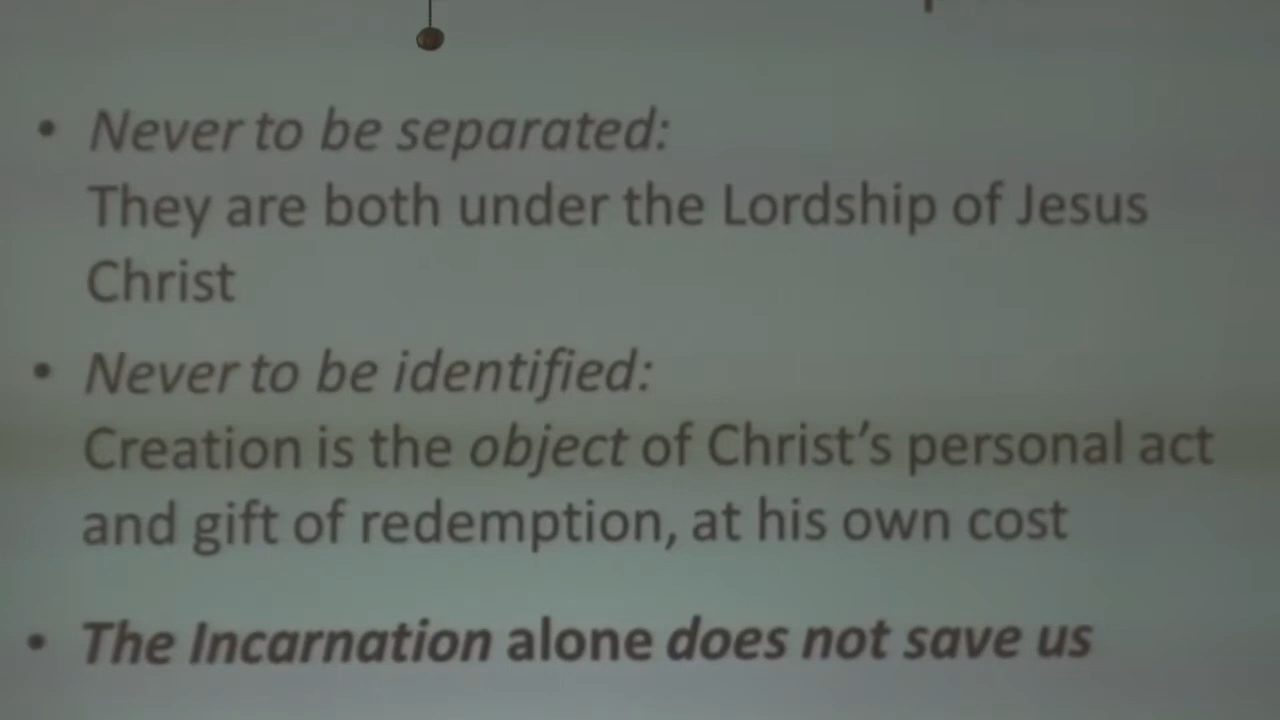 • Never to be separated:
They are both under the Lordship of Jesus
Christ
• Never to be identified:
Creation is the object of Christ's personal act
and gift of redemption, at his own cost
• The Incarnation alone does not save us